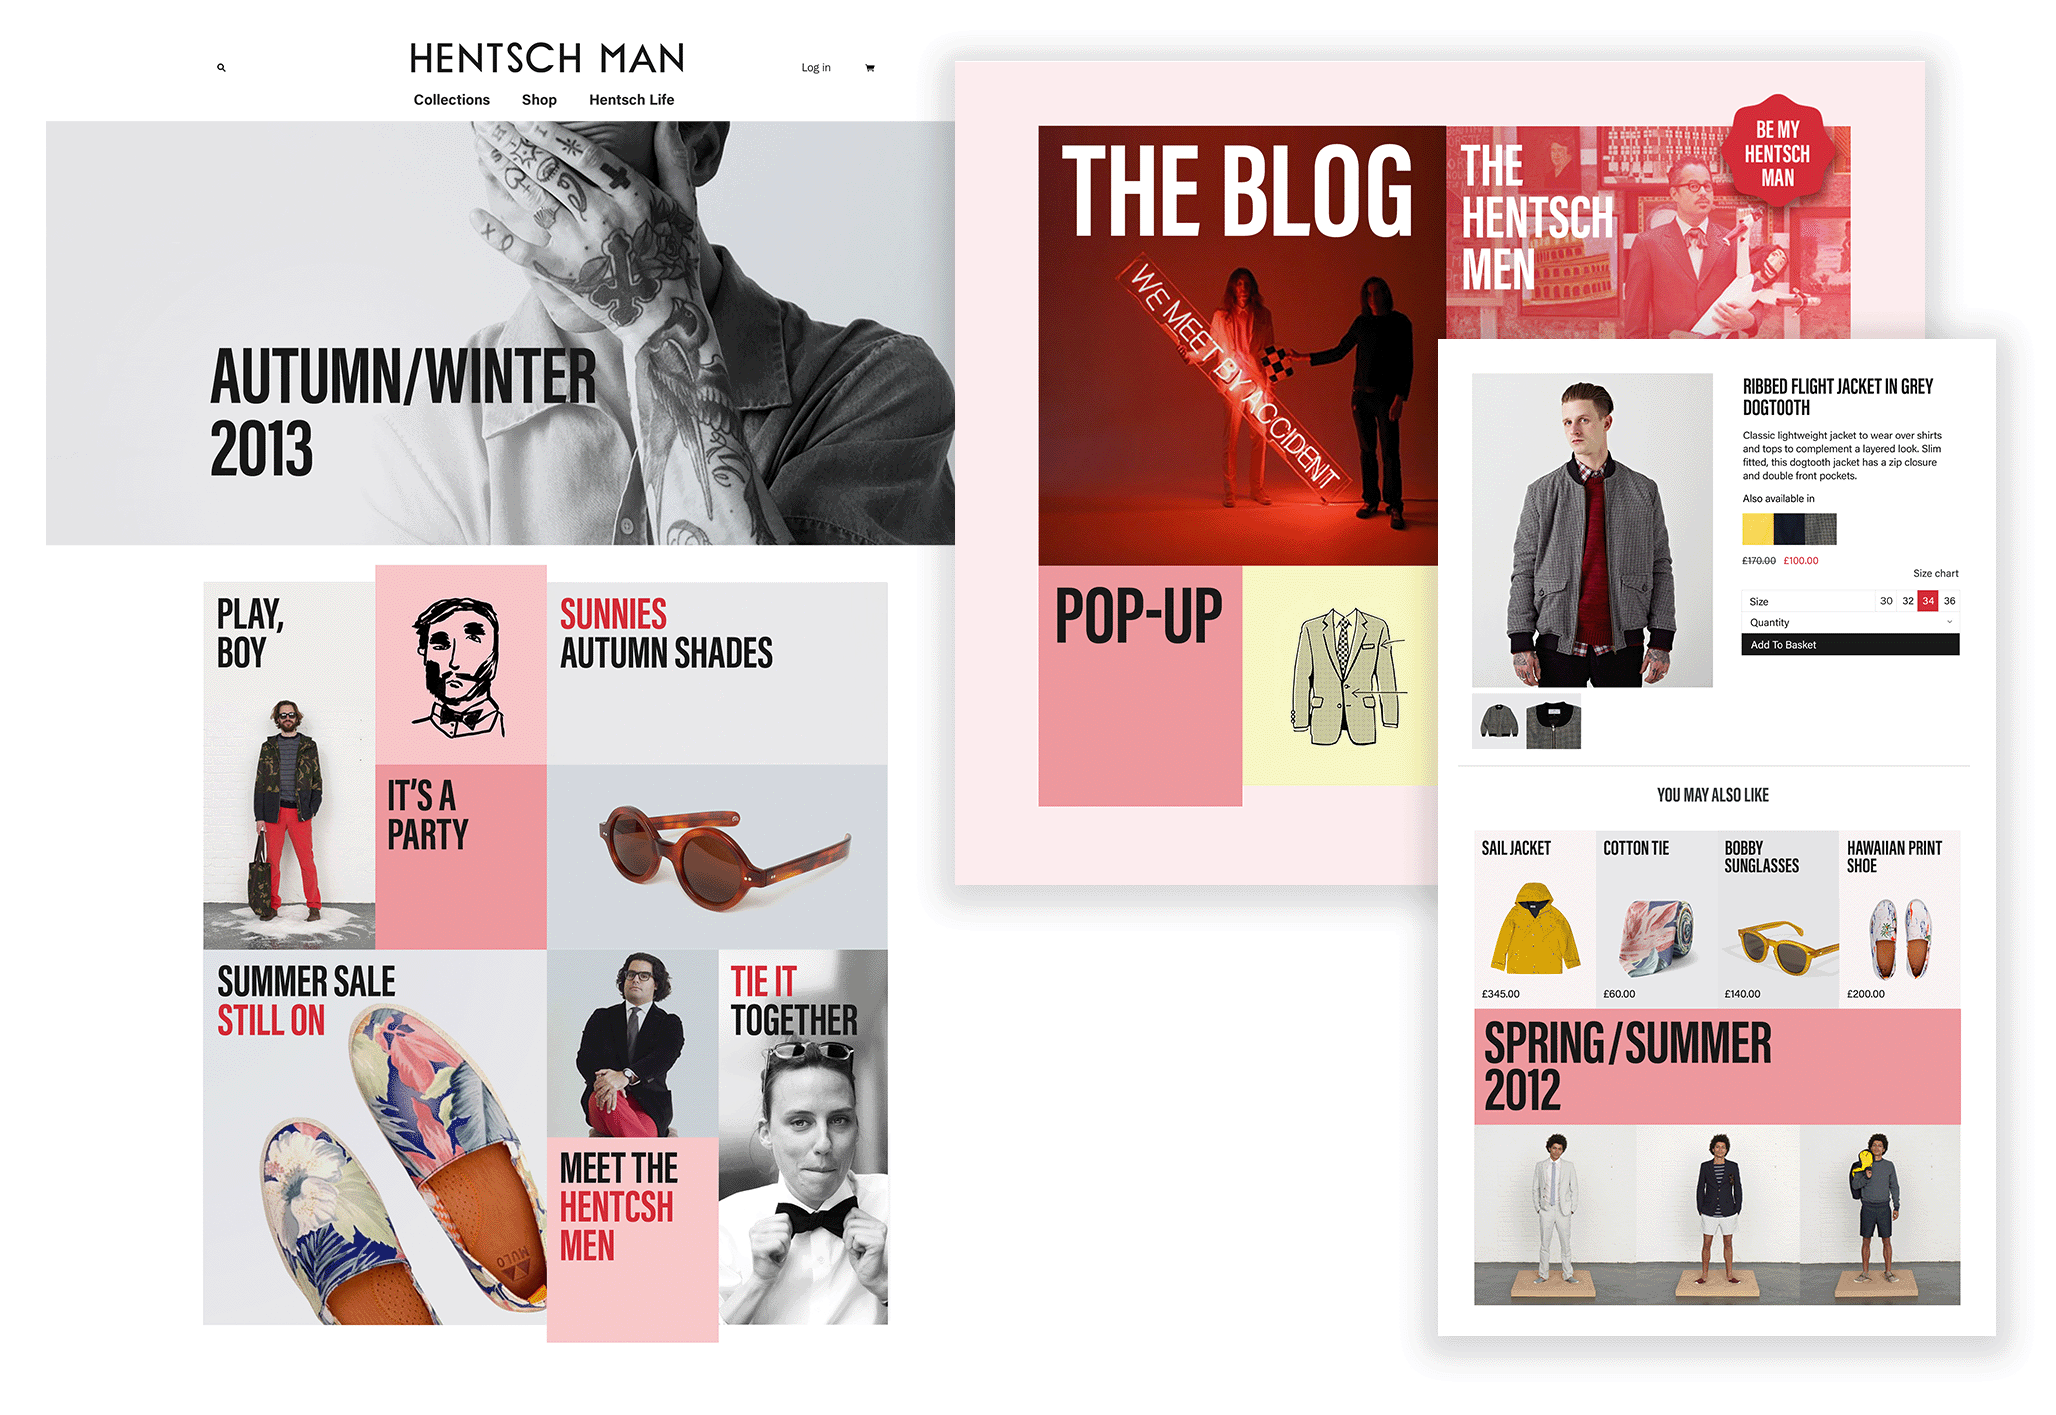 HENTSCH MAN
Log in
Collections Shop Hentsch Life
AUTUMN/WINTER
2013
PLAY,
BOY
SUNNIES
AUTUMN SHADES
IT'S A
PARTY
SUMMER SALE
STILL ON
MULO
TIE IT
TOGETHER
MEET THE
HENTCSH
MEN
THE BLOG
WE MEET BY ACCIDENT
THE
HENTSCH
MEN
BE MY
HENTSCH
MAN
POP-UP
RIBBED FLIGHT JACKET IN GREY
DOGTOOTH
Classic lightweight jacket to wear over shirts
and tops to complement a layered look. Slim
fitted, this dogtooth jacket has a zip closure
and double front pockets.
Also available in
£170.00 £100.00
Size chart
Size 30 32 34 36
Quantity
Add To Basket
YOU MAY ALSO LIKE
SAIL JACKET
£345.00
COTTON TIE
£60.00
BOBBY
SUNGLASSES
£140.00
HAWAIIAN PRINT
SHOE
£200.00
SPRING/SUMMER
2012